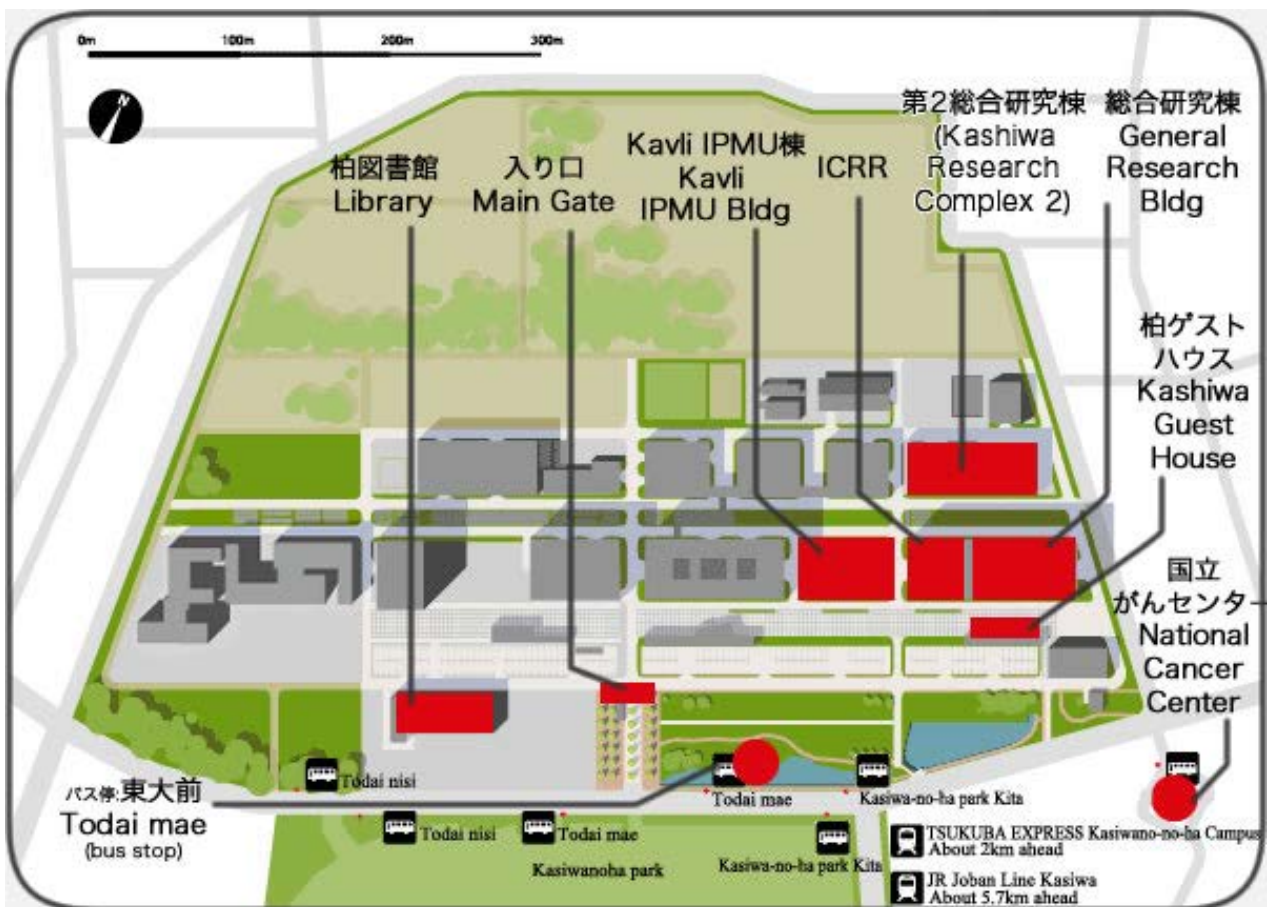 0m 100m 200m 300m
N
柏図書館
Library
入り口
Main Gate
Kavli IPMU棟
Kavli
IPMU Bldg
ICRR
第2総合研究棟
(Kashiwa
Research
Complex 2)
総合研究棟
General
Research
Bldg
柏ゲスト
ハウス
Kashiwa
Guest
House
国立
がんセンター
National
Cancer
Center
バス停:東大前
Todai mae
(bus stop)
Todai nisi
Todai mae
Kasiwa-no-ha park Kita
Todai nisi
Todai mae
Kasiwanoha park
Kasiwa-no-ha park Kita
TSUKUBA EXPRESS Kasiwano-no-ha Campus
About 2km ahead
JR Joban Line Kasiwa
About 5.7km ahead